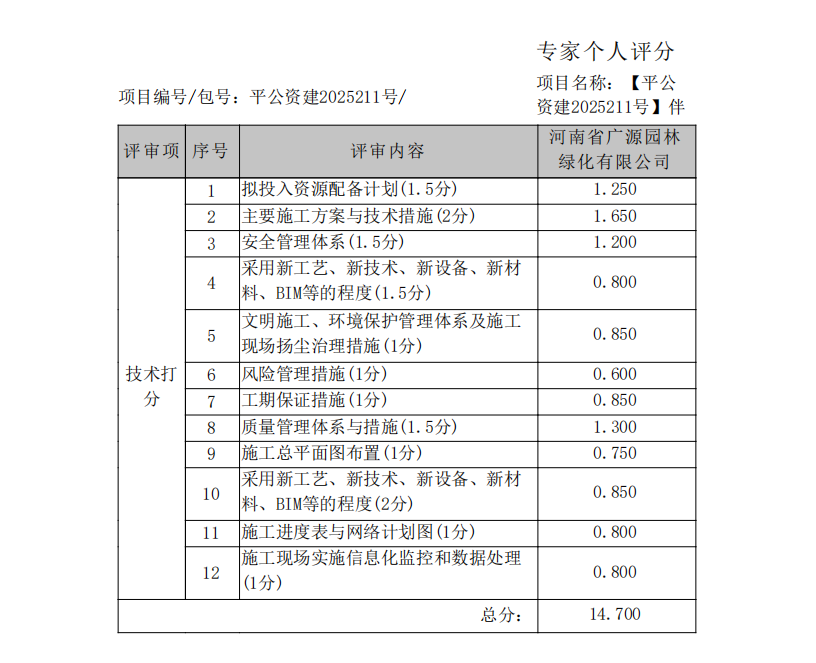 专家个人评分
项目编号/包号：平公资建2025211号/
项目名称：【平公
资建2025211号】伴
评审项 序号 评审内容 河南省广源园林
绿化有限公司
技术打
分
1 拟投入资源配备计划(1.5分) 1.250
2 主要施工方案与技术措施(2分) 1.650
3 安全管理体系(1.5分) 1.200
4 采用新工艺、新技术、新设备、新材
料、BIM等的程度(1.5分) 0.800
5 文明施工、环境保护管理体系及施工
现场扬尘治理措施(1分) 0.850
6 风险管理措施(1分) 0.600
7 工期保证措施(1分) 0.850
8 质量管理体系与措施(1.5分) 1.300
9 施工总平面图布置(1分) 0.750
10 采用新工艺、新技术、新设备、新材
料、BIM等的程度(2分) 0.850
11 施工进度表与网络计划图(1分) 0.800
12 施工现场实施信息化监控和数据处理
(1分) 0.800
总分： 14.700